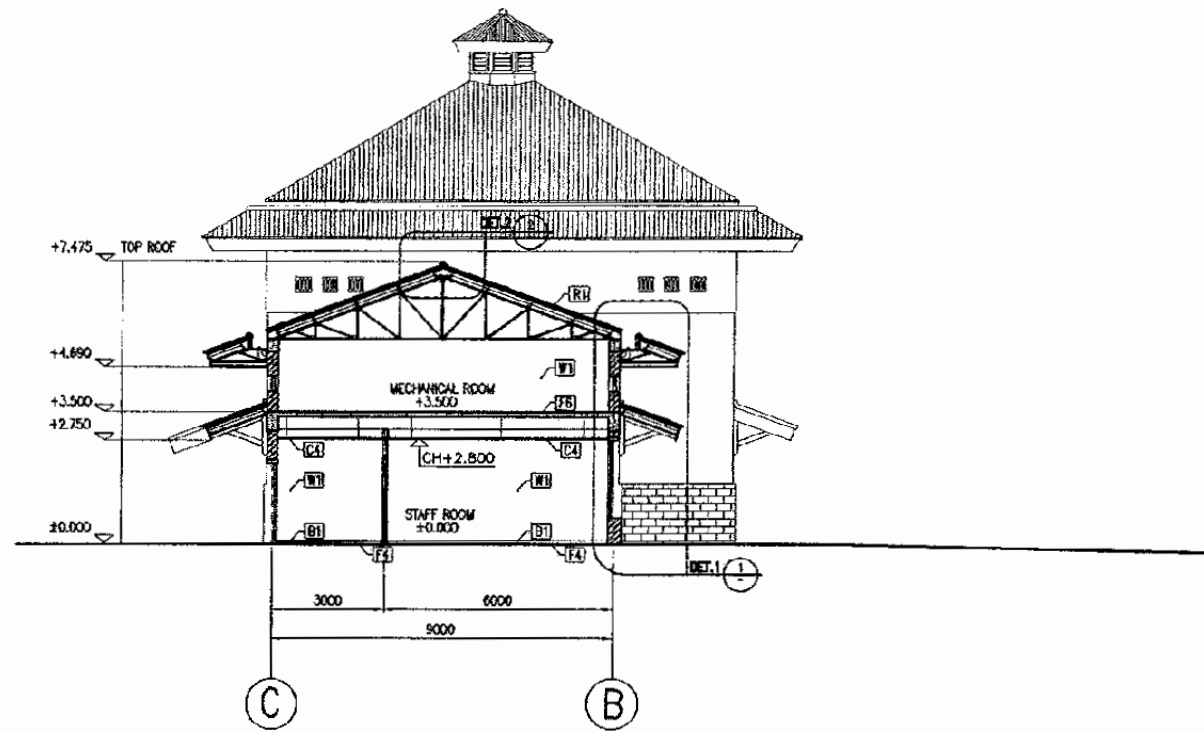 DET.2 2
+7.475 TOP ROOF
R1
+4.690
W1
MECHANICAL ROOM
+3.500
+3.500
F6
+2.750
C4
C4
CH+2.800
W1
W1
STAFF ROOM
±0.000
±0.000
B1
B1
F4
DET.1 1
3000
6000
9000
C
B